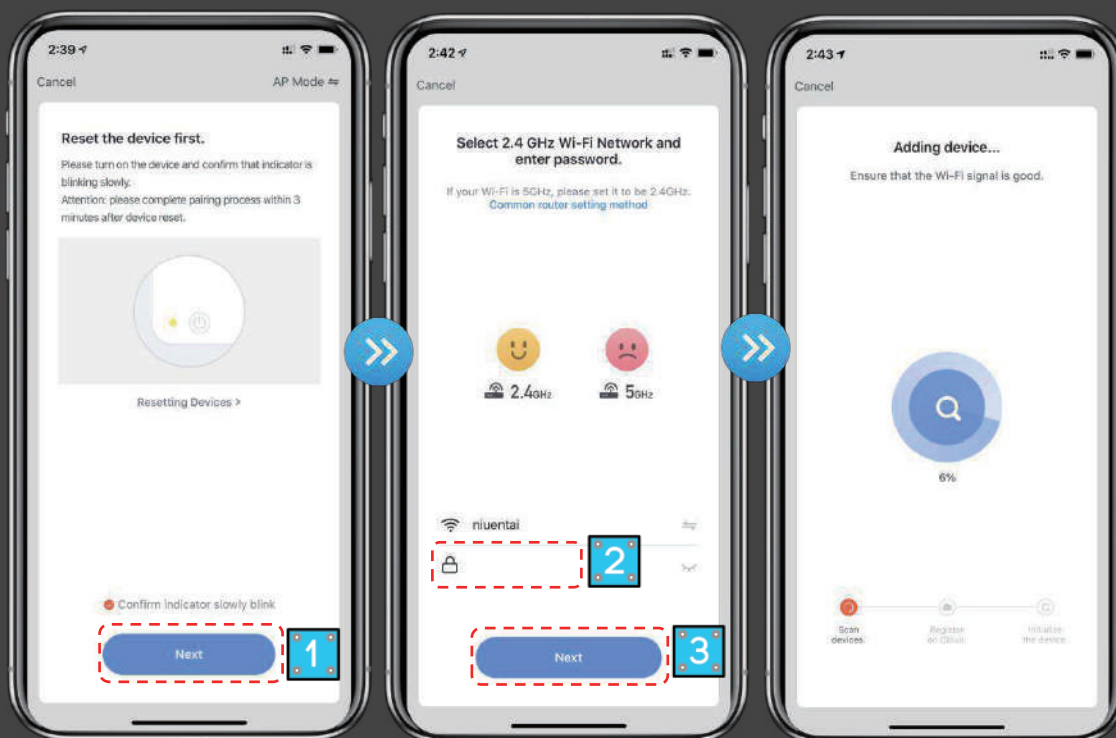 2:39
Cancel
AP Mode
Reset the device first.
Please turn on the device and confirm that indicator is
blinking slowly.
Attention: please complete pairing process within 3
minutes after device reset.
Resetting Devices >
Confirm indicator slowly blink
Next
1
2:42
Cancel
Select 2.4 GHz Wi-Fi Network and
enter password.
If your Wi-Fi is 5GHz, please set it to be 2.4GHz.
Common router setting method
2.4GHz
5GHz
niuentai
2
Next
3
2:43
Cancel
Adding device...
Ensure that the Wi-Fi signal is good.
6%
Scan
devices.
Register
on Cloud.
Initialize
the device.